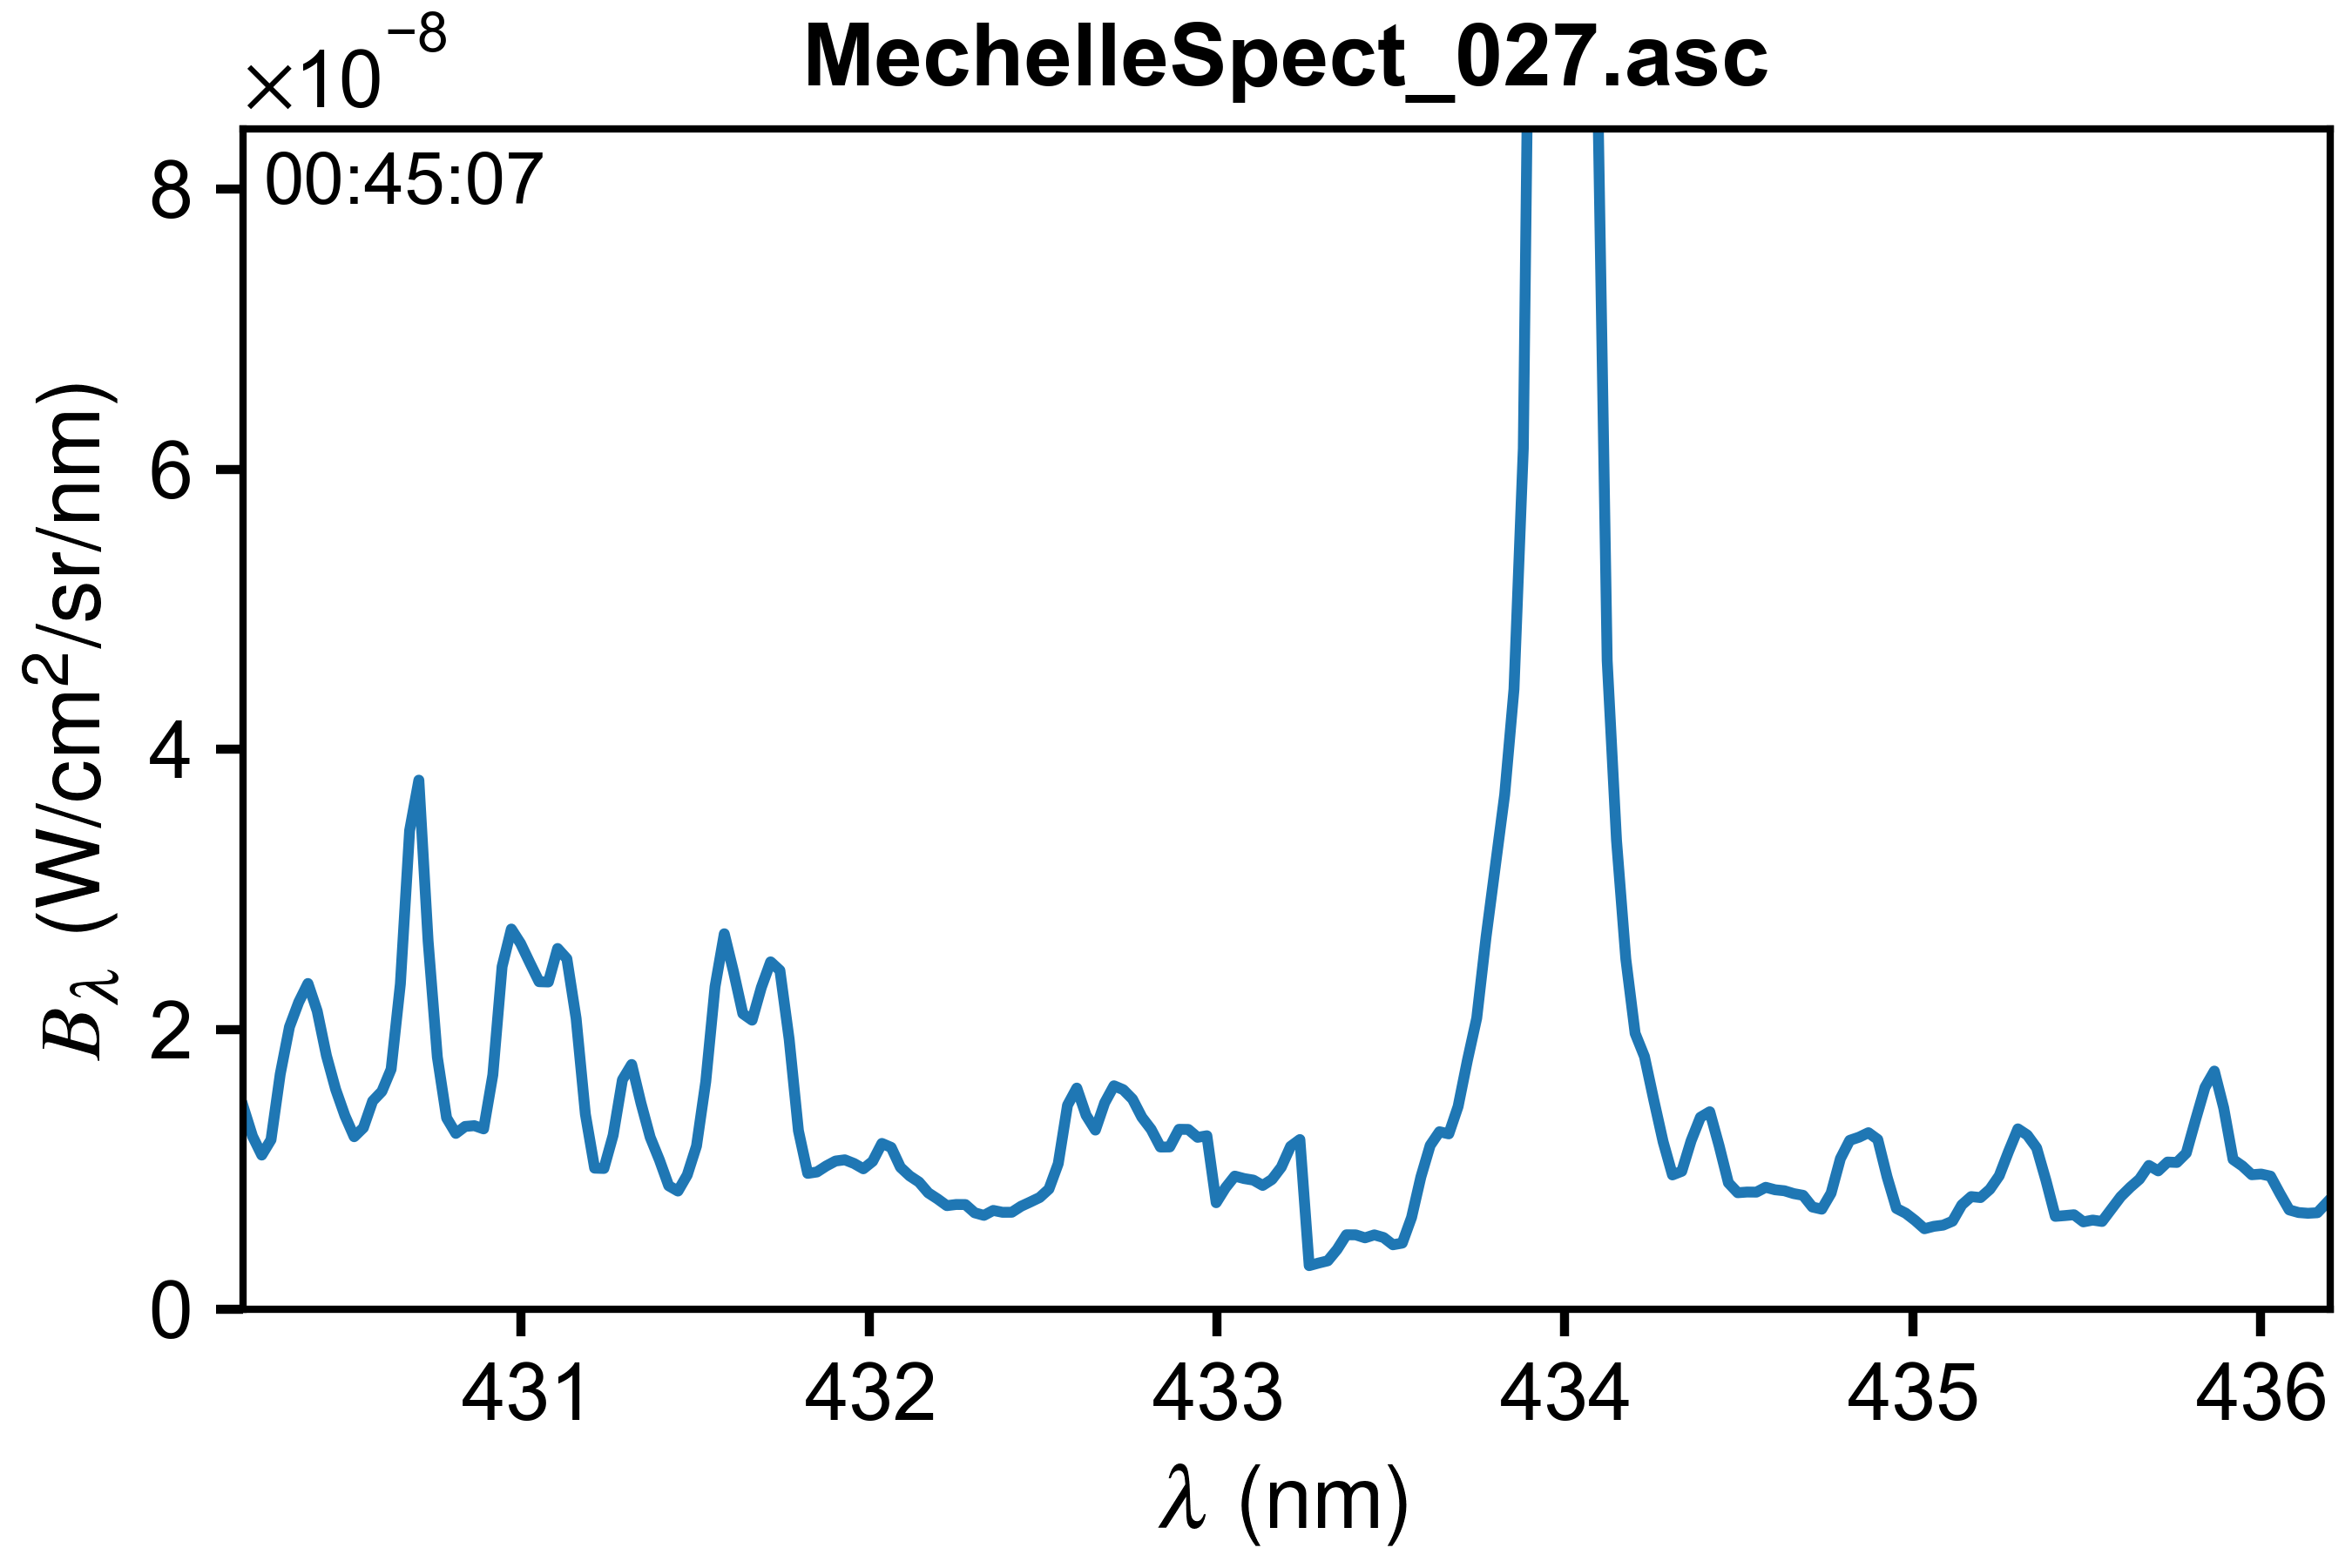 ×10⁻⁸
MechelleSpect_027.asc
00:45:07
8
6
4
2
0
B_λ (W/cm²/sr/nm)
431 432 433 434 435 436
λ (nm)